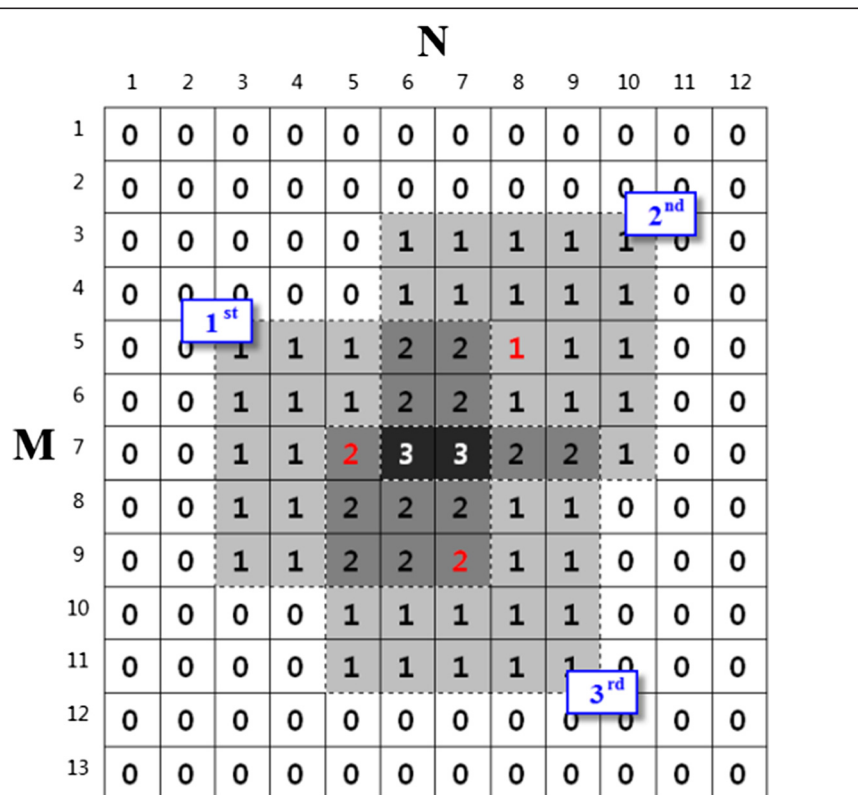 N
1 2 3 4 5 6 7 8 9 10 11 12
1 0 0 0 0 0 0 0 0 0 0 0 0
2 0 0 0 0 0 0 0 0 0 0 0 0
2nd
3 0 0 0 0 0 1 1 1 1 1 0 0
4 0 0 0 0 0 1 1 1 1 1 0 0
1st
5 0 0 1 1 1 2 2 1 1 1 0 0
6 0 0 1 1 1 2 2 1 1 1 0 0
M
7 0 0 1 1 2 3 3 2 2 1 0 0
8 0 0 1 1 2 2 2 1 1 0 0 0
9 0 0 1 1 2 2 2 1 1 0 0 0
10 0 0 0 0 1 1 1 1 1 0 0 0
11 0 0 0 0 1 1 1 1 1 0 0 0
3rd
12 0 0 0 0 0 0 0 0 0 0 0 0
13 0 0 0 0 0 0 0 0 0 0 0 0